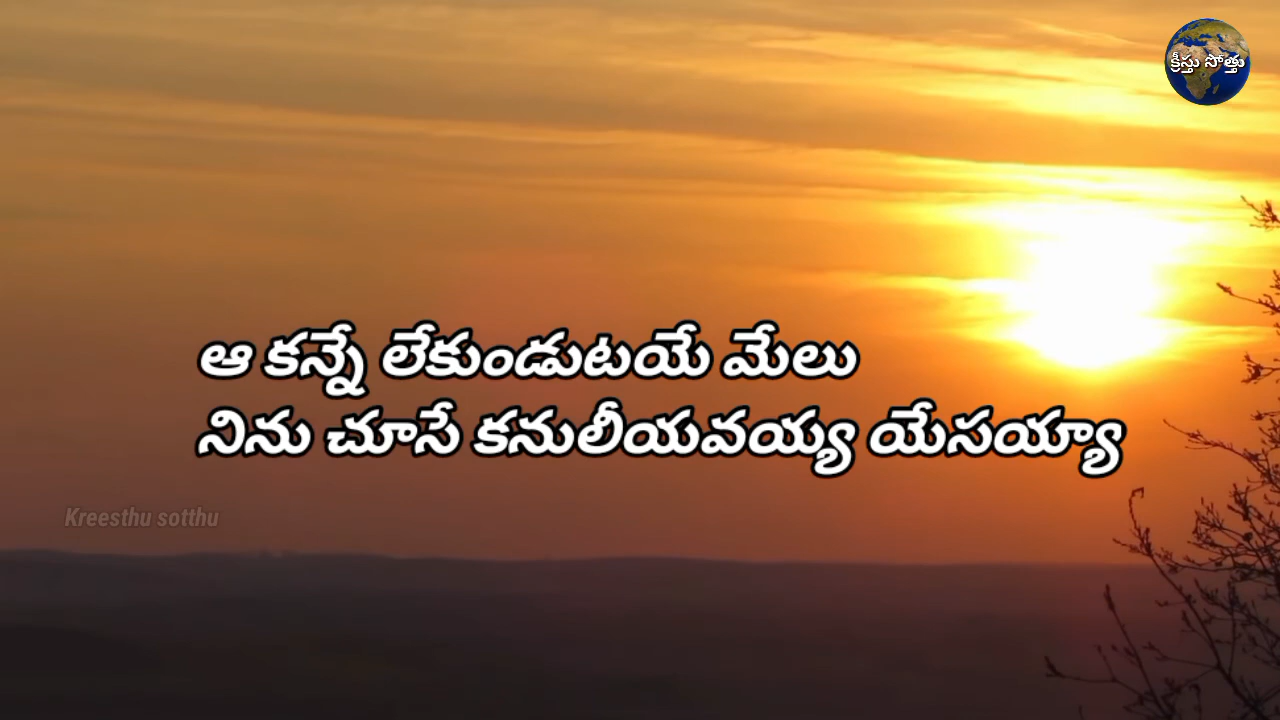 క్రీస్తు సోత్తు
ఆ కన్నే లేకుండుటయే మేలు
నిను చూసే కనులీయవయ్య యేసయ్యా
Kreesthu sotthu